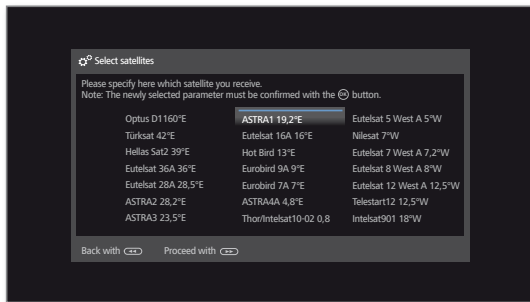 Select satellites
Please specify here which satellite you receive.
Note: The newly selected parameter must be confirmed with the OK button.
Optus D1160°E
ASTRA1 19,2°E
Eutelsat 5 West A 5°W
Türksat 42°E
Eutelsat 16A 16°E
Nilesat 7°W
Hellas Sat2 39°E
Hot Bird 13°E
Eutelsat 7 West A 7,2°W
Eutelsat 36A 36°E
Eurobird 9A 9°E
Eutelsat 8 West A 8°W
Eutelsat 28A 28,5°E
Eurobird 7A 7°E
Eutelsat 12 West A 12,5°W
ASTRA2 28,2°E
ASTRA4A 4,8°E
Telestart12 12,5°W
ASTRA3 23,5°E
Thor/Intelsat10-02 0,8
Intelsat901 18°W
Back with Proceed with